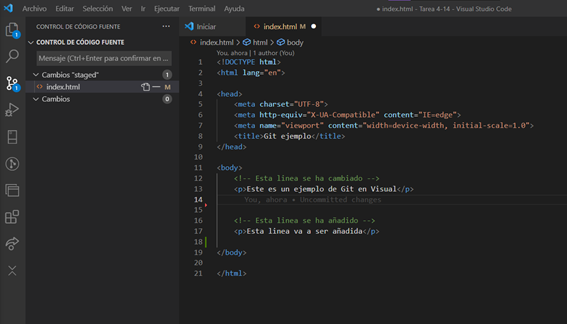 Archivo Editar Selección Ver Ir Ejecutar Terminal Ayuda
● index.html - Tarea 4-14 - Visual Studio Code
CONTROL DE CÓDIGO FUENTE ···
CONTROL DE CÓDIGO FUENTE
Mensaje (Ctrl+Enter para confirmar en ...
Cambios "staged" 1
index.html M
Cambios 0
1
1
Iniciar
index.html M ●
index.html > html > body
You, ahora | 1 author (You)
1 <!DOCTYPE html>
2 <html lang="en">
3
4 <head>
5 <meta charset="UTF-8">
6 <meta http-equiv="X-UA-Compatible" content="IE=edge">
7 <meta name="viewport" content="width=device-width, initial-scale=1.0">
8 <title>Git ejemplo</title>
9 </head>
10
11 <body>
12 <!-- Esta linea se ha cambiado -->
13 <p>Este es un ejemplo de Git en Visual</p>
14 You, ahora • Uncommitted changes
15
16 <!-- Esta linea se ha añadido -->
17 <p>Esta linea va a ser añadida</p>
18
19 </body>
20
21 </html>